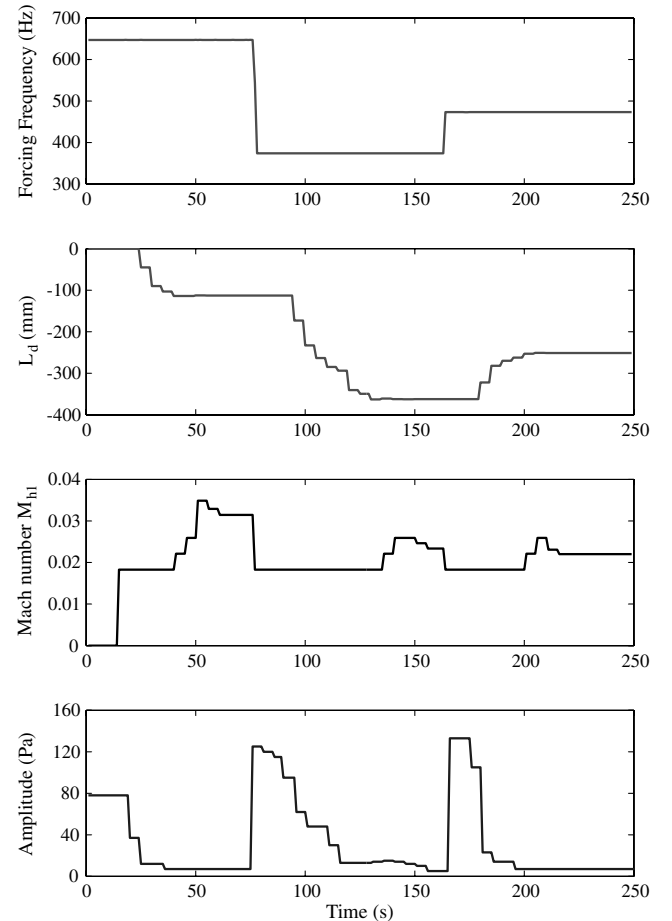 Forcing Frequency (Hz)
700
600
500
400
300
0 50 100 150 200 250
L_d (mm)
0
-100
-200
-300
-400
0 50 100 150 200 250
Mach number M_h1
0.04
0.03
0.02
0.01
0
0 50 100 150 200 250
Amplitude (Pa)
160
120
80
40
0
0 50 100 150 200 250
Time (s)